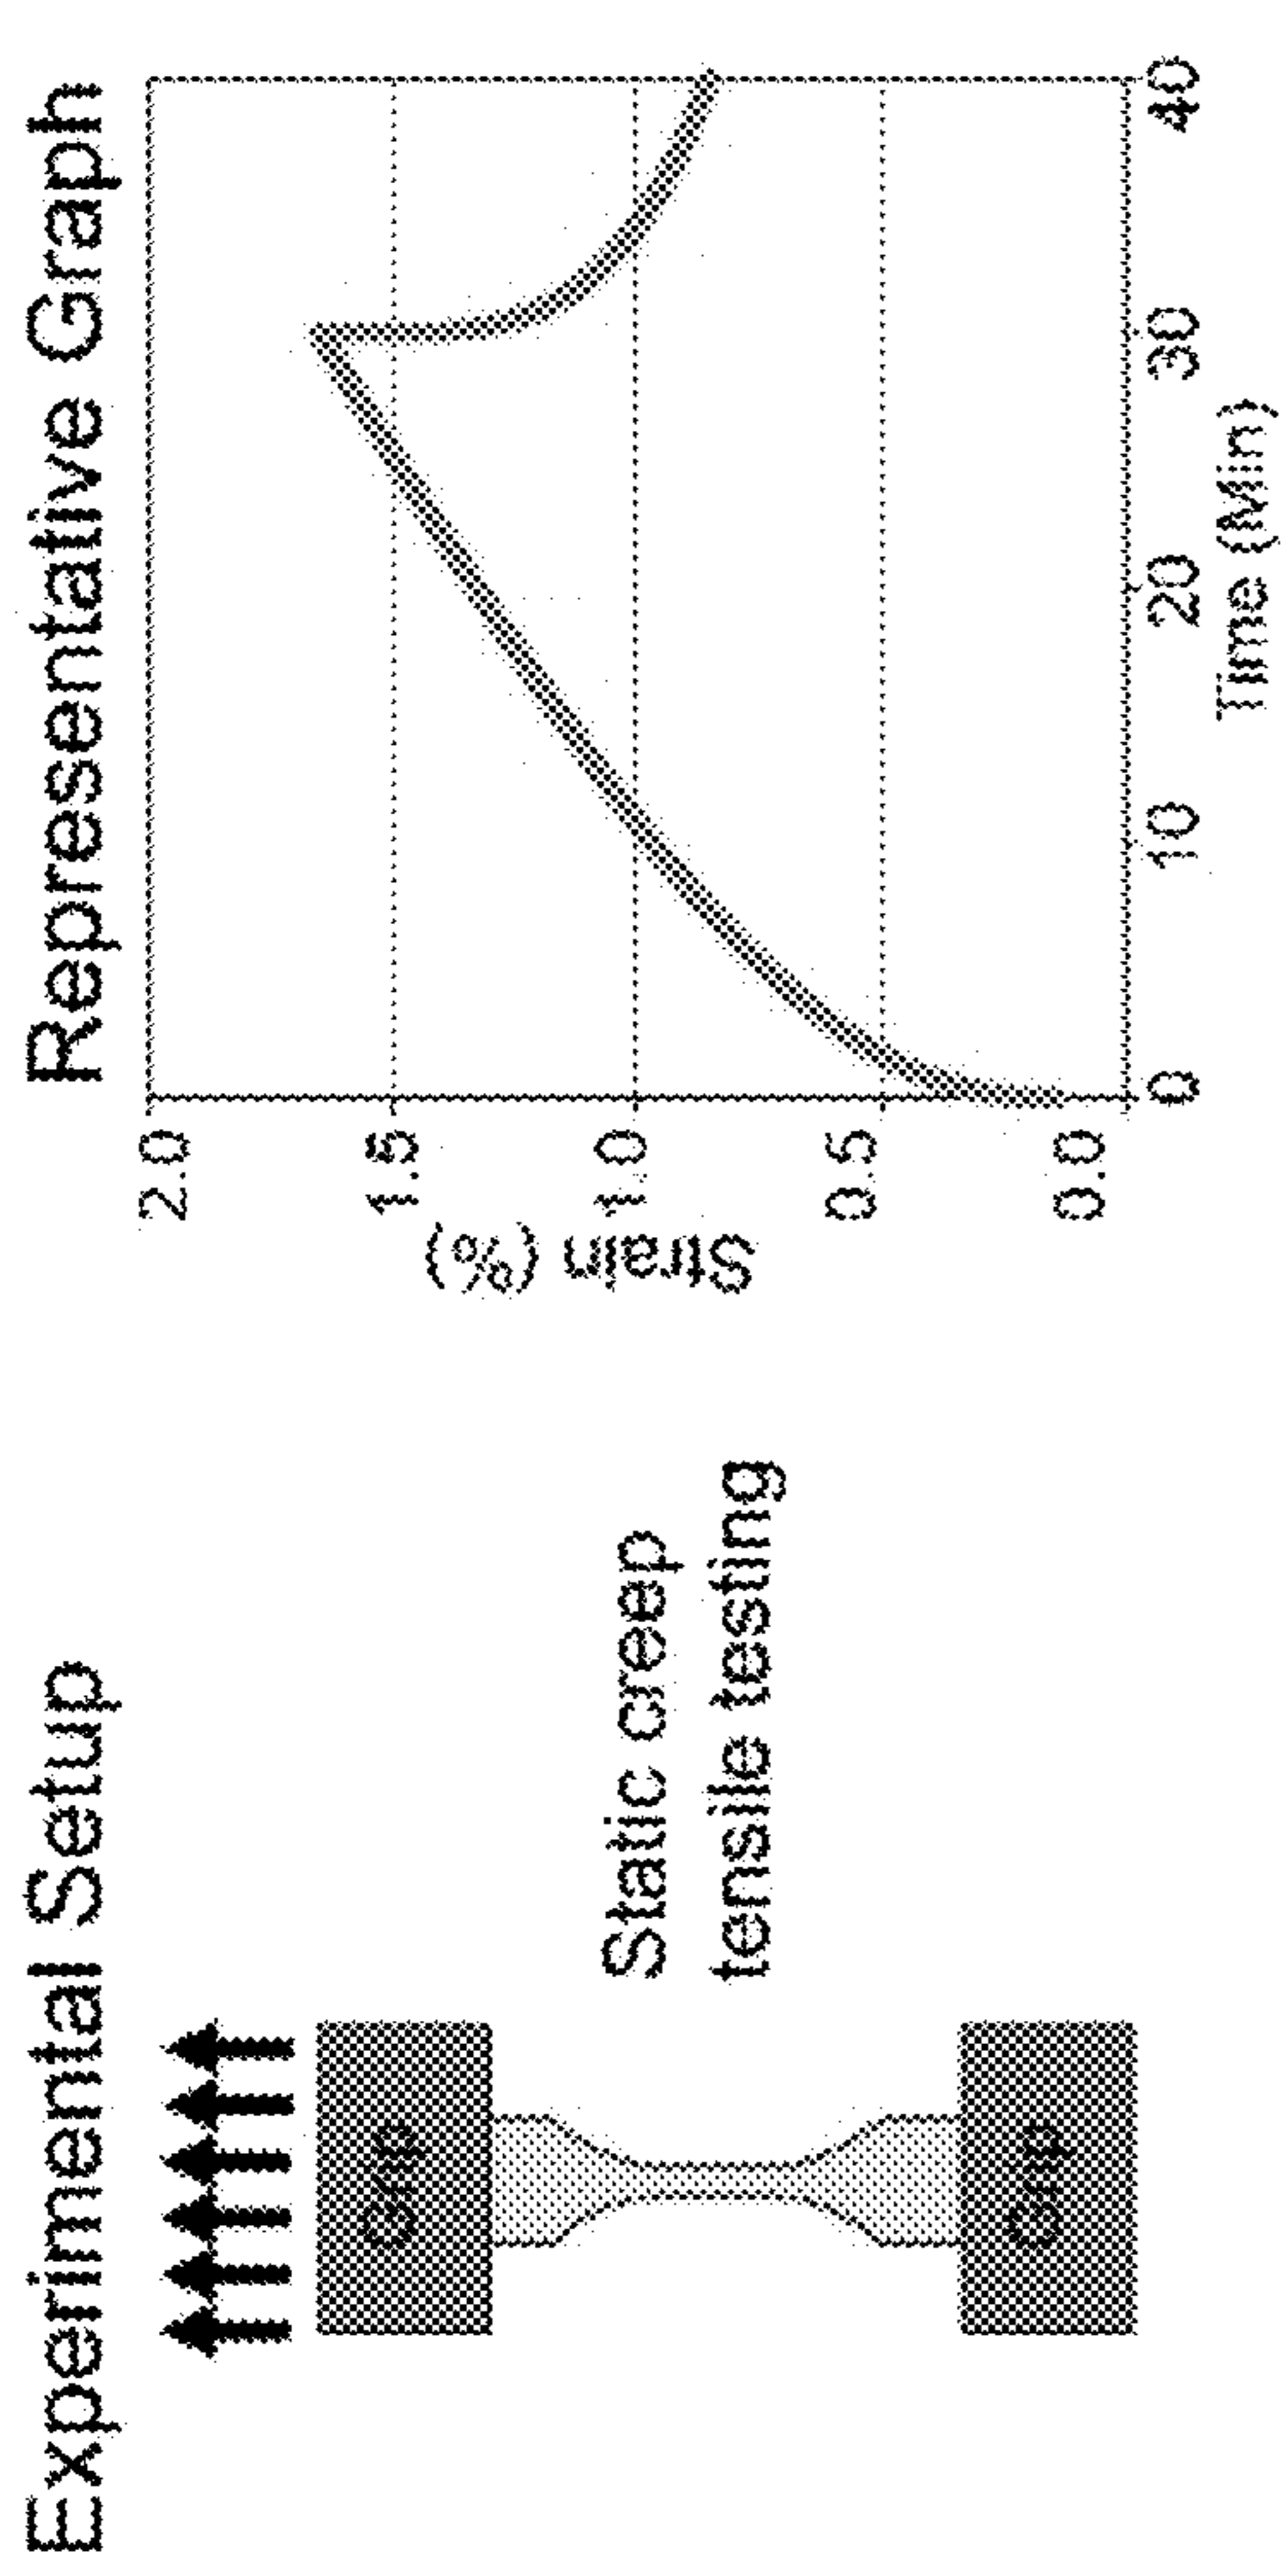 Experimental Setup
Grip
Static creep
tensile testing
Grip
Representative Graph
2.0
1.5
1.0
0.5
0.0
Strain (%)
0
10
20
30
40
Time (Min)